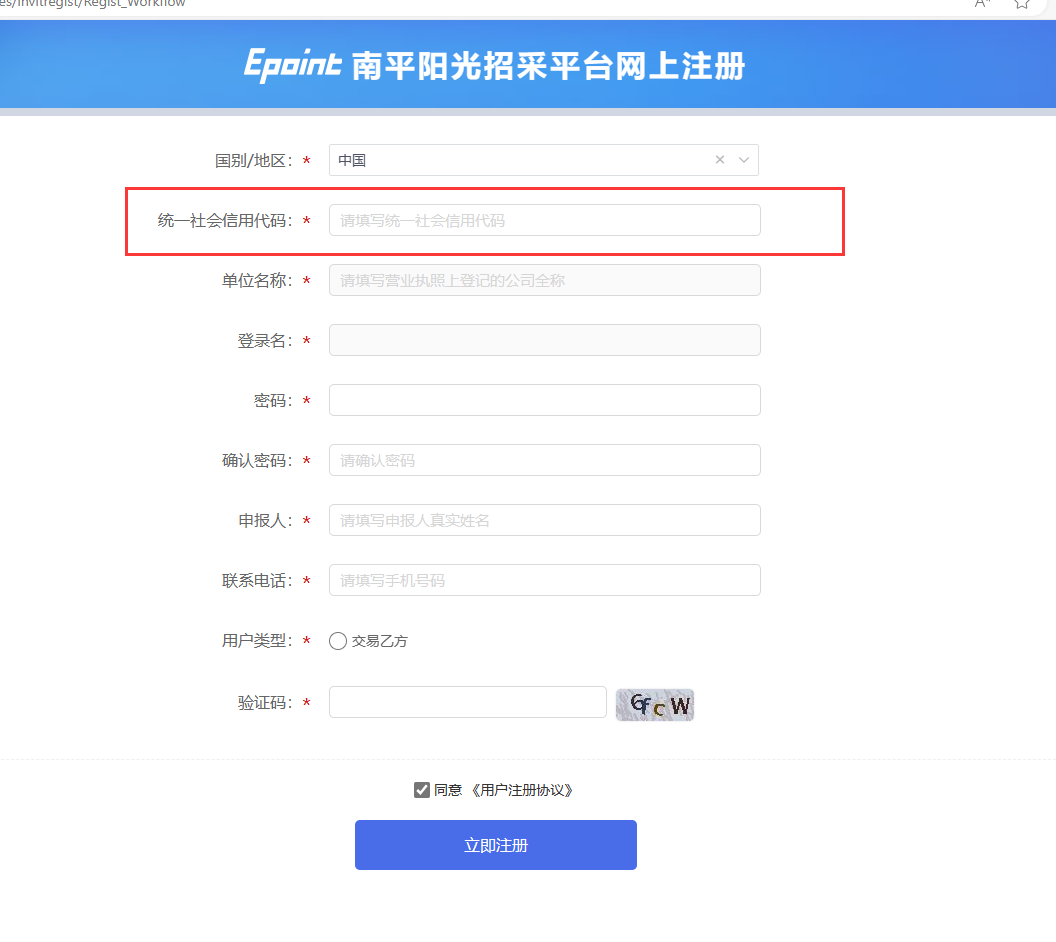 es/invitregist/Regist_Workflow
Epoint 南平阳光招采平台网上注册
国别/地区： * 中国
统一社会信用代码： * 请填写统一社会信用代码
单位名称： * 请填写营业执照上登记的公司全称
登录名： *
密码： *
确认密码： * 请确认密码
申报人： * 请填写申报人真实姓名
联系电话： * 请填写手机号码
用户类型： * 交易乙方
验证码： * GfcW
同意 《用户注册协议》
立即注册